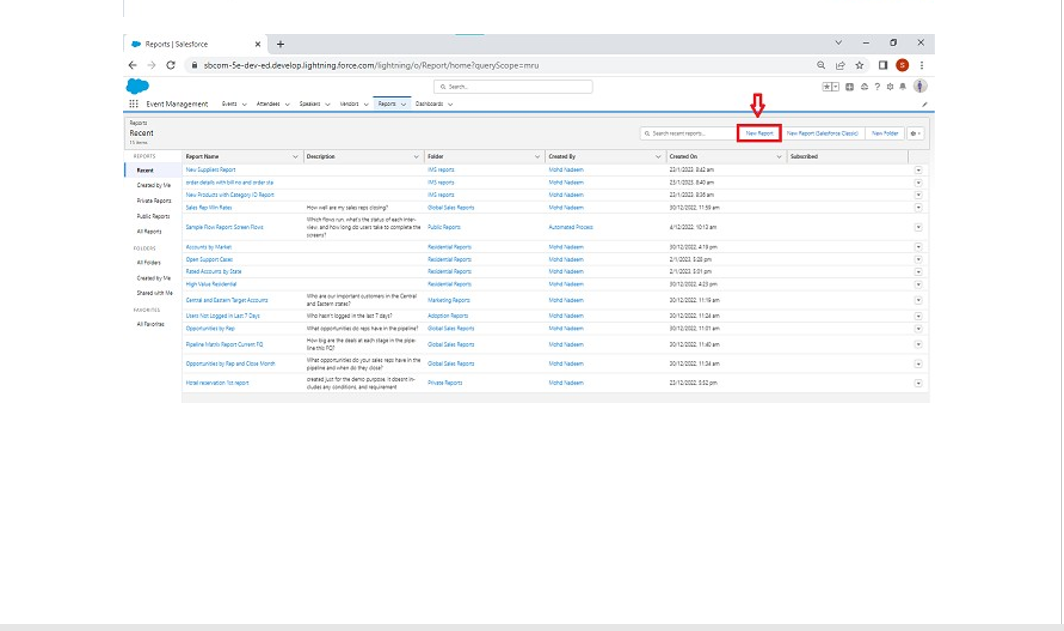 Reports | Salesforce
sbcom-5e-dev-ed.develop.lightning.force.com/lightning/o/Report/home?queryScope=mru
S
Search...
Event Management Events Attendees Speakers Vendors Reports Dashboards
Reports
Recent
15 items
Search recent reports...
New Report New Report (Salesforce Classic) New Folder
REPORTS
Recent
Created by Me
Private Reports
Public Reports
All Reports
FOLDERS
All Folders
Created by Me
Shared with Me
FAVORITES
All Favorites
Report Name Description Folder Created By Created On Subscribed
New Suppliers Report IMS reports Mohd Nadeem 23/1/2023, 8:42 am
order details with bill no and order sta IMS reports Mohd Nadeem 23/1/2023, 8:40 am
New Products with Category ID Report IMS reports Mohd Nadeem 23/1/2023, 8:36 am
Sales Rep Win Rates How well are my sales reps closing? Global Sales Reports Mohd Nadeem 30/12/2022, 11:59 am
Sample Flow Report: Screen Flows Which flows run, what's the status of each inter-
view, and how long do users take to complete the
screens? Public Reports Automated Process 4/12/2022, 10:12 am
Accounts by Market Residential Reports Mohd Nadeem 30/12/2022, 4:19 pm
Open Support Cases Residential Reports Mohd Nadeem 2/1/2023, 5:28 pm
Rated Accounts by State Residential Reports Mohd Nadeem 2/1/2023, 5:01 pm
High Value Residential Residential Reports Mohd Nadeem 30/12/2022, 4:23 pm
Central and Eastern Target Accounts Who are our important customers in the Central
and Eastern states? Marketing Reports Mohd Nadeem 30/12/2022, 11:19 am
Users Not Logged in Last 7 Days Who hasn't logged in the last 7 days? Adoption Reports Mohd Nadeem 30/12/2022, 11:24 am
Opportunities by Rep What opportunities do reps have in the pipeline? Global Sales Reports Mohd Nadeem 30/12/2022, 11:01 am
Pipeline Matrix Report Current FQ How big are the deals at each stage in the pipe-
line this FQ? Global Sales Reports Mohd Nadeem 30/12/2022, 11:40 am
Opportunities by Rep and Close Month What opportunities do your sales reps have in the
pipeline and when do they close? Global Sales Reports Mohd Nadeem 30/12/2022, 11:34 am
Hotel reservation 1st report created just for the demo purpose. It doesnt in-
cludes any conditions, and requirement Private Reports Mohd Nadeem 23/12/2022, 5:52 pm